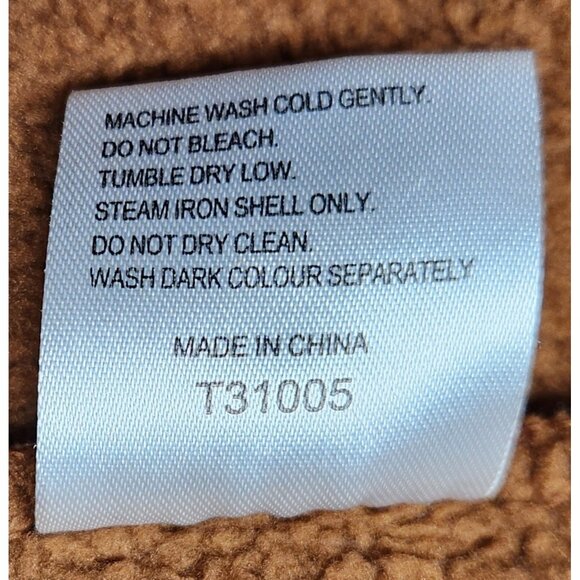 MACHINE WASH COLD GENTLY.
DO NOT BLEACH.
TUMBLE DRY LOW.
STEAM IRON SHELL ONLY.
DO NOT DRY CLEAN.
WASH DARK COLOUR SEPARATELY
MADE IN CHINA
T31005